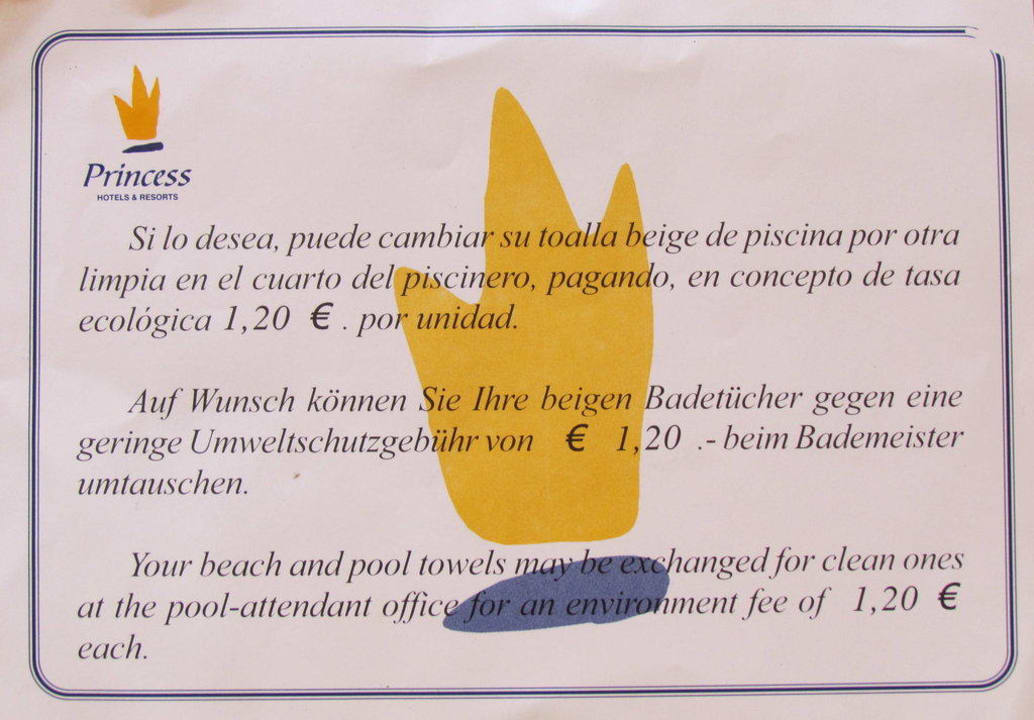 Princess
HOTELS & RESORTS
Si lo desea, puede cambiar su toalla beige de piscina por otra
limpia en el cuarto del piscinero, pagando, en concepto de tasa
ecológica 1,20 € . por unidad.
Auf Wunsch können Sie Ihre beigen Badetücher gegen eine
geringe Umweltschutzgebühr von € 1,20 .- beim Bademeister
umtauschen.
Your beach and pool towels may be exchanged for clean ones
at the pool-attendant office for an environment fee of 1,20 €
each.